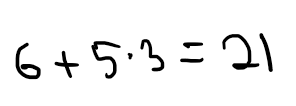 6 + 5 · 3 = 21